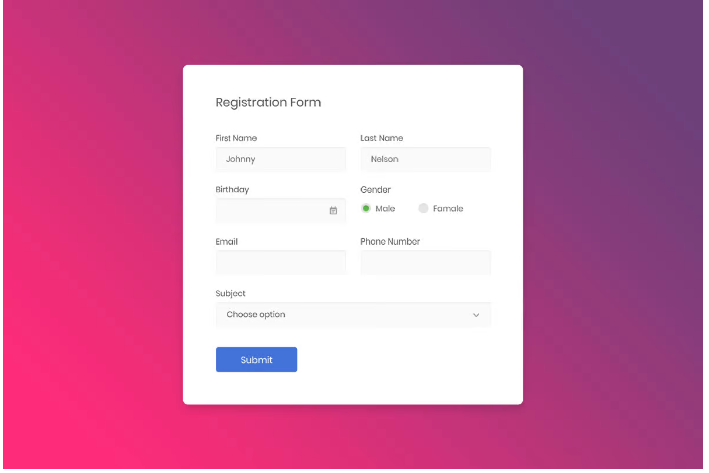 Registration Form
First Name Last Name
Johnny Nelson
Birthday Gender
Male Famale
Email Phone Number
Subject
Choose option
Submit